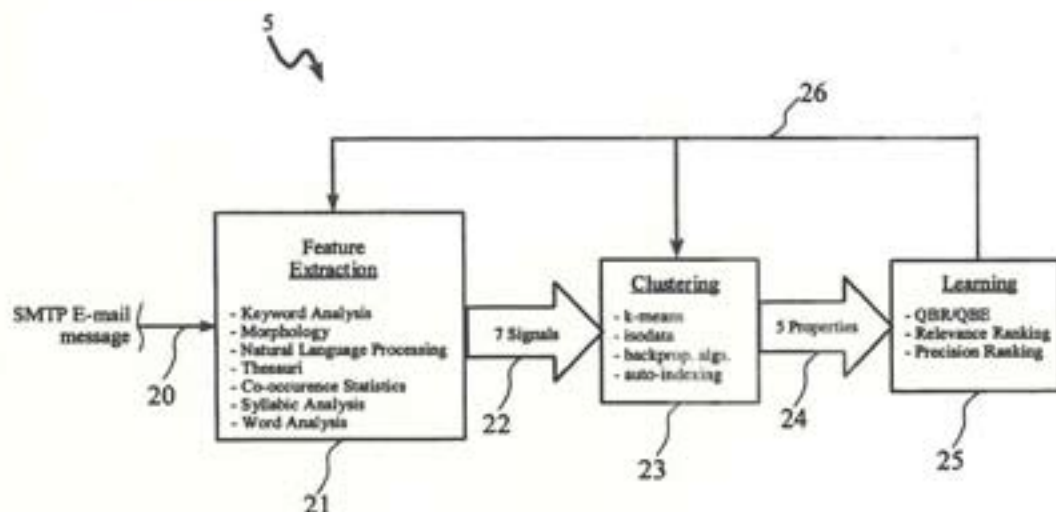 5
26
Feature
Extraction
- Keyword Analysis
- Morphology
- Natural Language Processing
- Thesauri
- Co-occurence Statistics
- Syllabic Analysis
- Word Analysis
SMTP E-mail
message
20
21
7 Signals
22
Clustering
- k-means
- isodata
- backprop. algs.
- auto-indexing
23
5 Properties
24
Learning
- QBR/QBE
- Relevance Ranking
- Precision Ranking
25